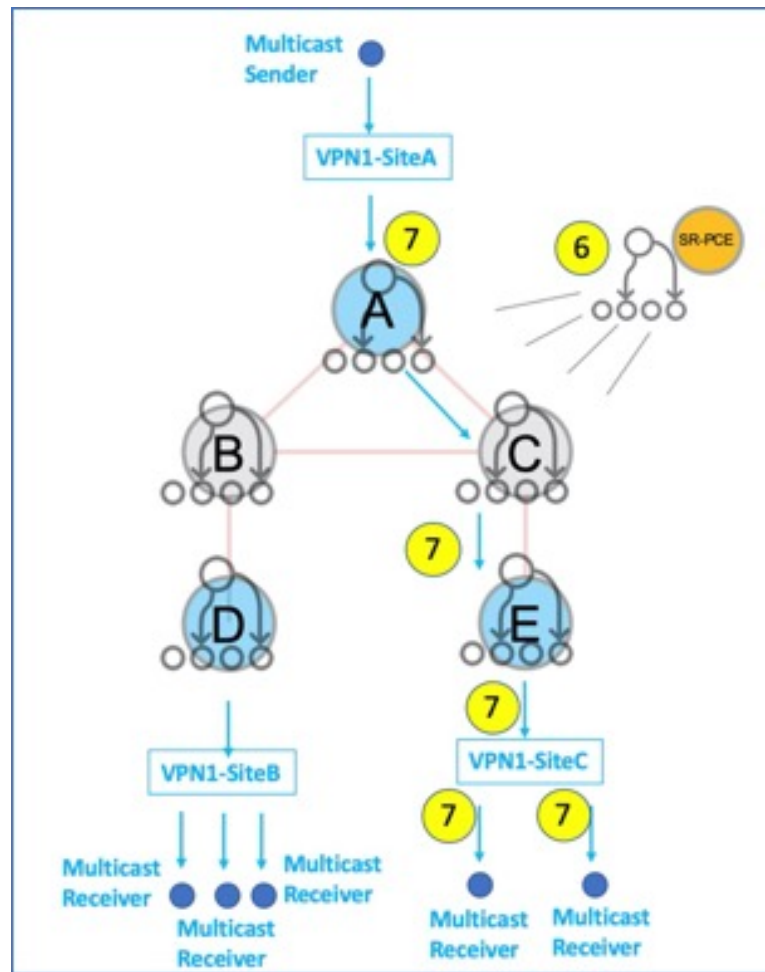 Multicast
Sender
VPN1-SiteA
7
6
SR-PCE
A
B
C
7
D
E
7
VPN1-SiteB
VPN1-SiteC
7
7
Multicast
Receiver
Multicast
Receiver
Multicast
Receiver
Multicast
Receiver
Multicast
Receiver